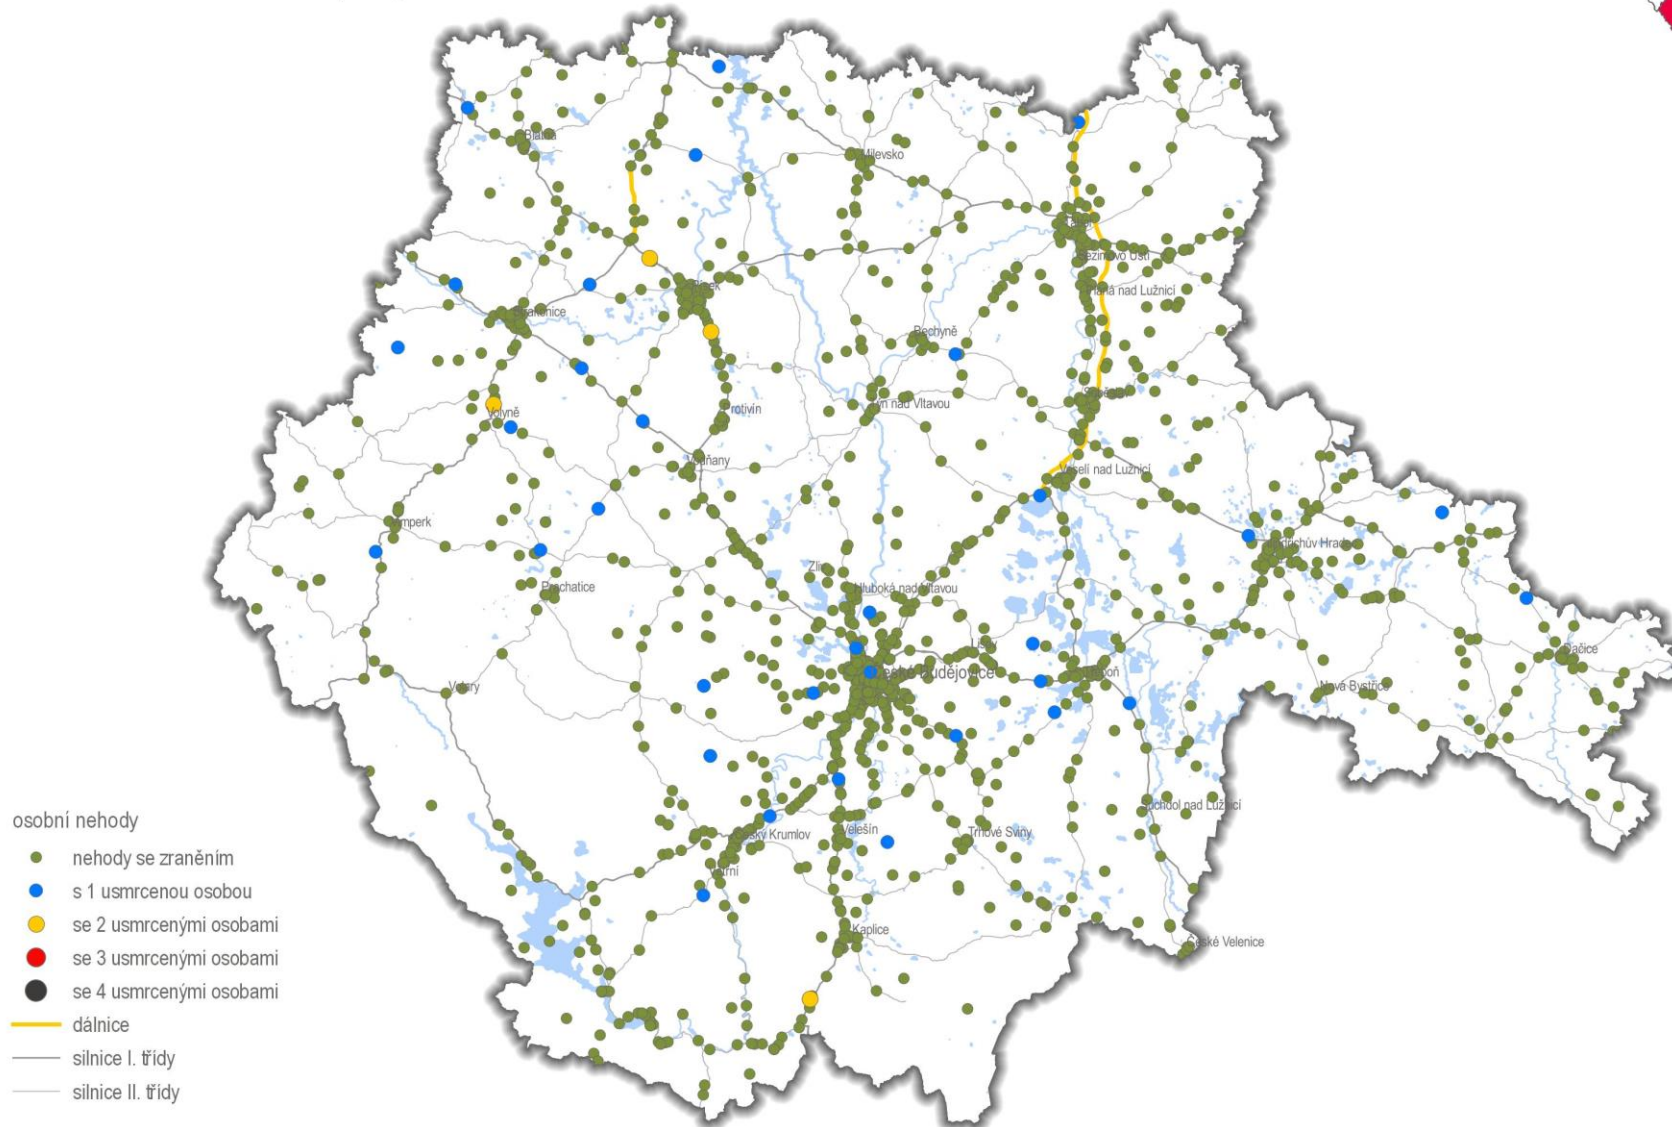 Blatná
Milevsko
Tábor
Sezimovo Ústí
Planá nad Lužnicí
Písek
Strakonice
Bechyně
Soběslav
Týn nad Vltavou
Protivín
Volyně
Vodňany
Veselí nad Lužnicí
Vimperk
Jindřichův Hradec
Zliv
Hluboká nad Vltavou
Prachatice
Lišov
Dačice
České Budějovice
Třeboň
Nová Bystřice
Volary
osobní nehody
Suchdol nad Lužnicí
Český Krumlov
Velešín
Trhové Sviny
nehody se zraněním
Větřní
s 1 usmrcenou osobou
se 2 usmrcenými osobami
Kaplice
České Velenice
se 3 usmrcenými osobami
se 4 usmrcenými osobami
dálnice
silnice I. třídy
silnice II. třídy